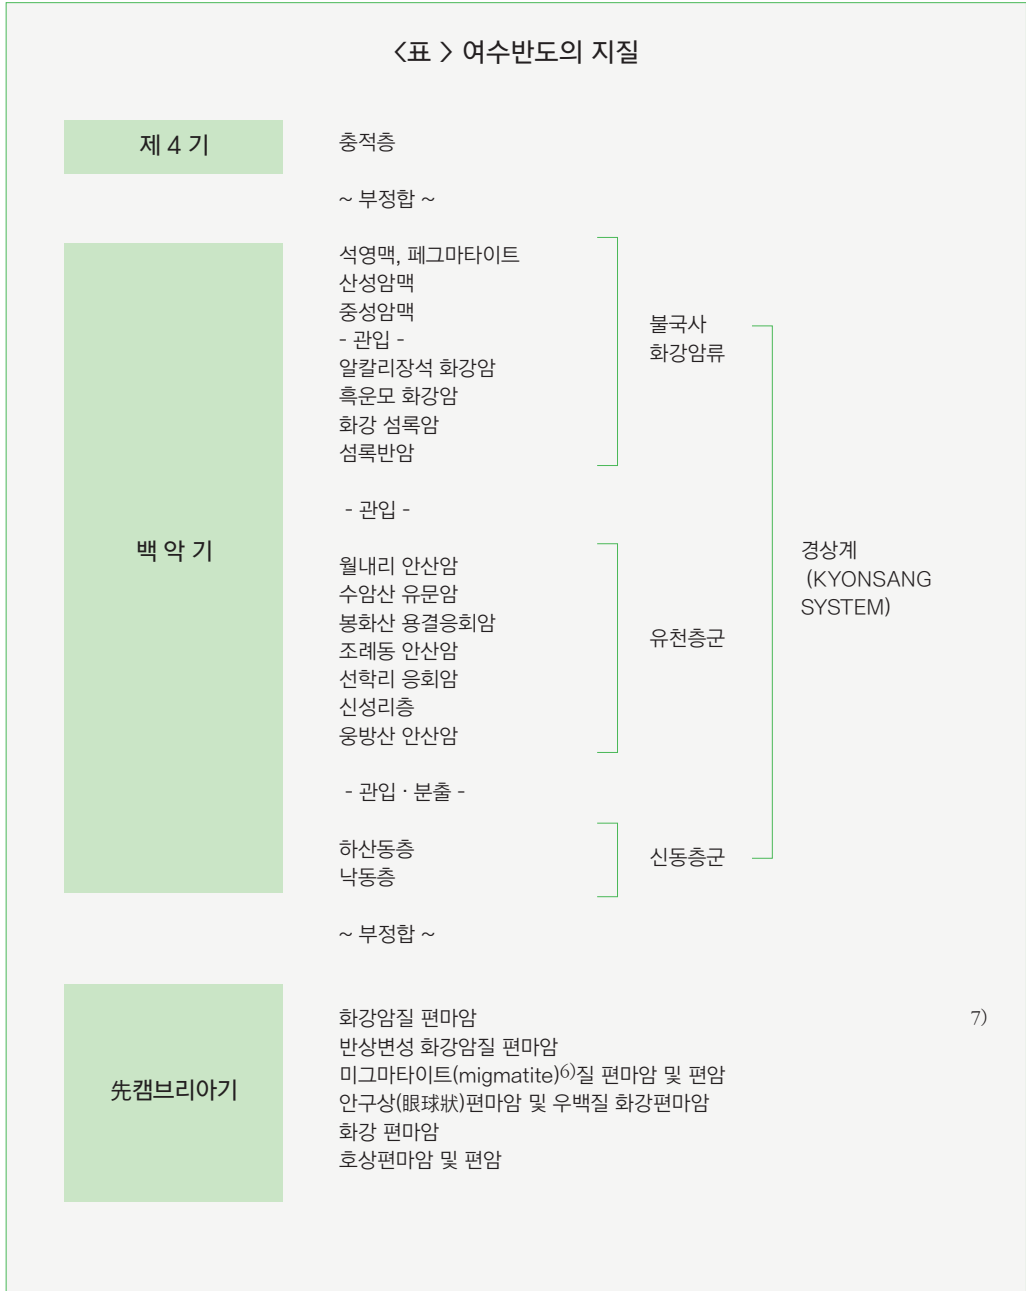 <표 > 여수반도의 지질
제 4 기
충적층
~ 부정합 ~
백 악 기
석영맥, 페그마타이트
산성암맥
중성암맥
- 관입 -
알칼리장석 화강암
흑운모 화강암
화강 섬록암
섬록반암
불국사
화강암류
- 관입 -
월내리 안산암
수암산 유문암
봉화산 용결응회암
조례동 안산암
선학리 응회암
신성리층
웅방산 안산암
유천층군
- 관입 · 분출 -
하산동층
낙동층
신동층군
경상계
(KYONSANG
SYSTEM)
~ 부정합 ~
先캠브리아기
화강암질 편마암
반상변성 화강암질 편마암
미그마타이트(migmatite)6)질 편마암 및 편암
안구상(眼球狀)편마암 및 우백질 화강편마암
화강 편마암
호상편마암 및 편암
7)